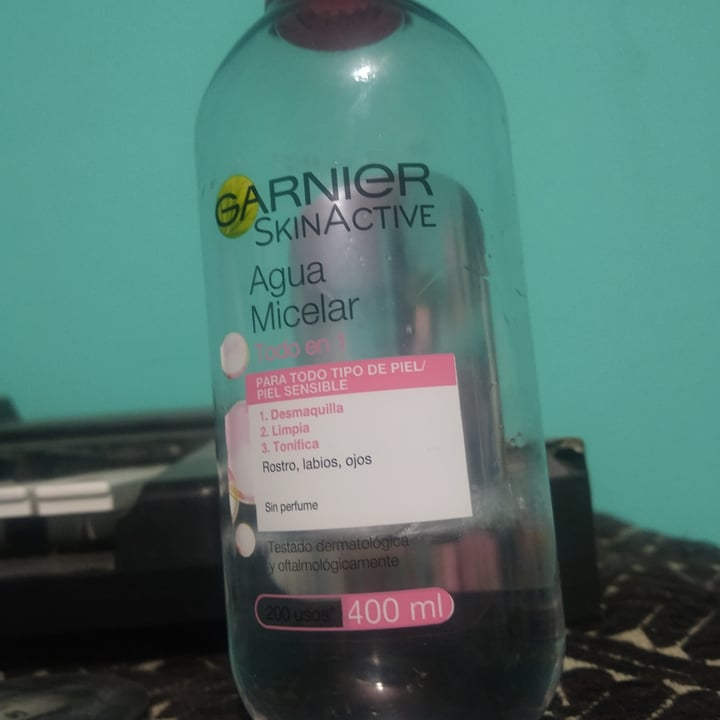 GARNIER
SKINACTIVE
Agua
Micelar
Todo en 1
PARA TODO TIPO DE PIEL/
PIEL SENSIBLE
1. Desmaquilla
2. Limpia
3. Tonifica
Rostro, labios, ojos
Sin perfume
Testado dermatológica
y oftalmológicamente
200 usos* 400 ml